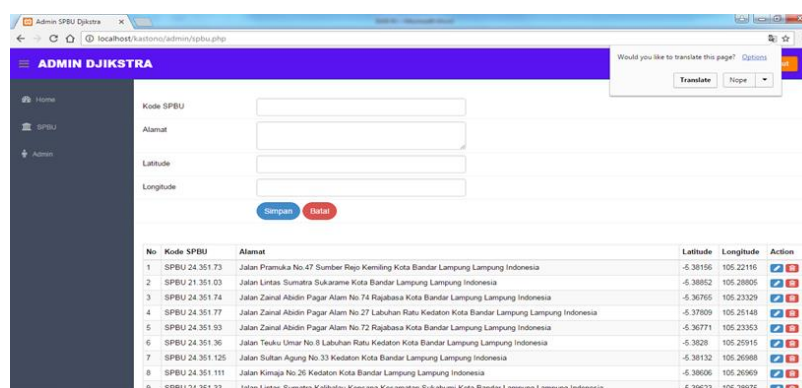 Admin SPBU Djikstra
localhost/kastono/admin/spbu.php
ADMIN DJIKSTRA
Would you like to translate this page? Options
Translate Nope
Home
SPBU
Admin
Kode SPBU
Alamat
Latitude
Longitude
Simpan Batal
No Kode SPBU Alamat Latitude Longitude Action
1 SPBU 24.351.73 Jalan Pramuka No.47 Sumber Rejo Kemiling Kota Bandar Lampung Lampung Indonesia -5.38156 105.22116
2 SPBU 21.351.03 Jalan Lintas Sumatra Sukarame Kota Bandar Lampung Lampung Indonesia -5.38852 105.28805
3 SPBU 24.351.74 Jalan Zainal Abidin Pagar Alam No.74 Rajabasa Kota Bandar Lampung Lampung Indonesia -5.36765 105.23329
4 SPBU 24.351.77 Jalan Zainal Abidin Pagar Alam No.27 Labuhan Ratu Kedaton Kota Bandar Lampung Lampung Indonesia -5.37809 105.25148
5 SPBU 24.351.93 Jalan Zainal Abidin Pagar Alam No.72 Rajabasa Kota Bandar Lampung Lampung Indonesia -5.36771 105.23353
6 SPBU 24.351.36 Jalan Teuku Umar No.8 Labuhan Ratu Kedaton Kota Bandar Lampung Lampung Indonesia -5.3828 105.25915
7 SPBU 24.351.125 Jalan Sultan Agung No.33 Kedaton Kota Bandar Lampung Lampung Indonesia -5.38132 105.26988
8 SPBU 24.351.111 Jalan Kimaja No.26 Kedaton Kota Bandar Lampung Lampung Indonesia -5.38606 105.26969